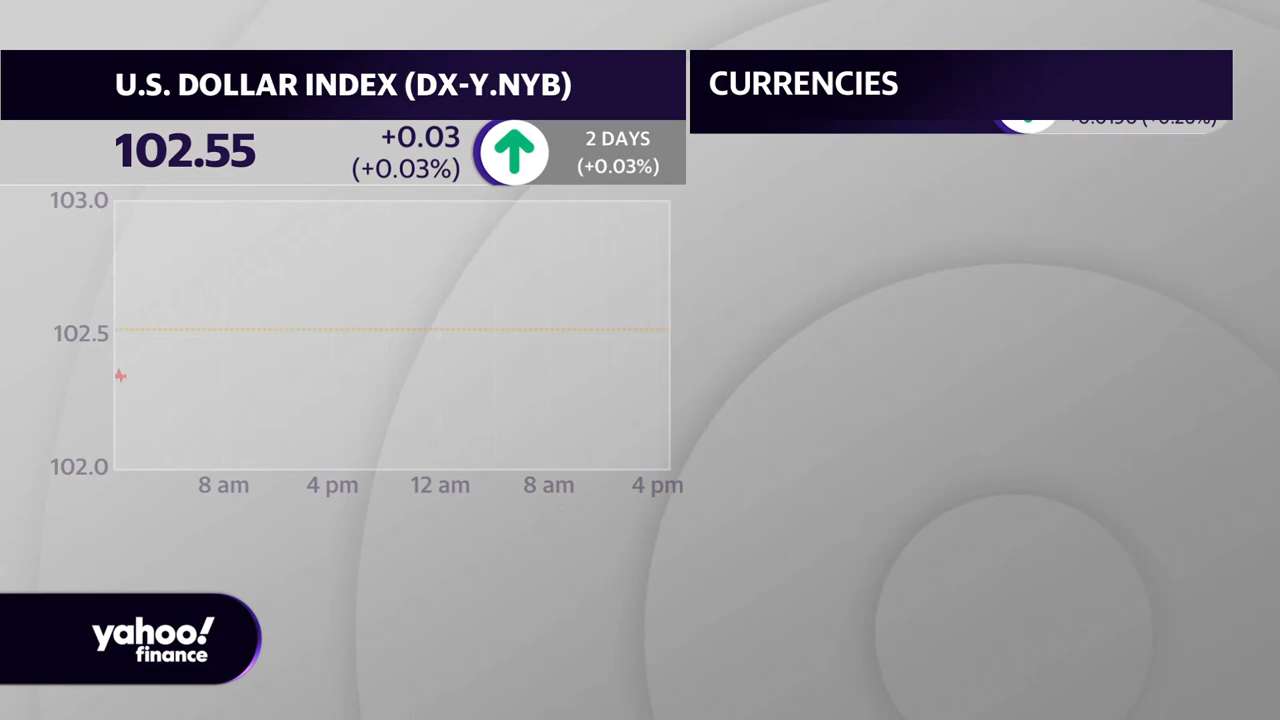 U.S. DOLLAR INDEX (DX-Y.NYB)
102.55
+0.03
(+0.03%)
2 DAYS
(+0.03%)
CURRENCIES
103.0
102.5
102.0
8 am
4 pm
12 am
8 am
4 pm
yahoo!
finance